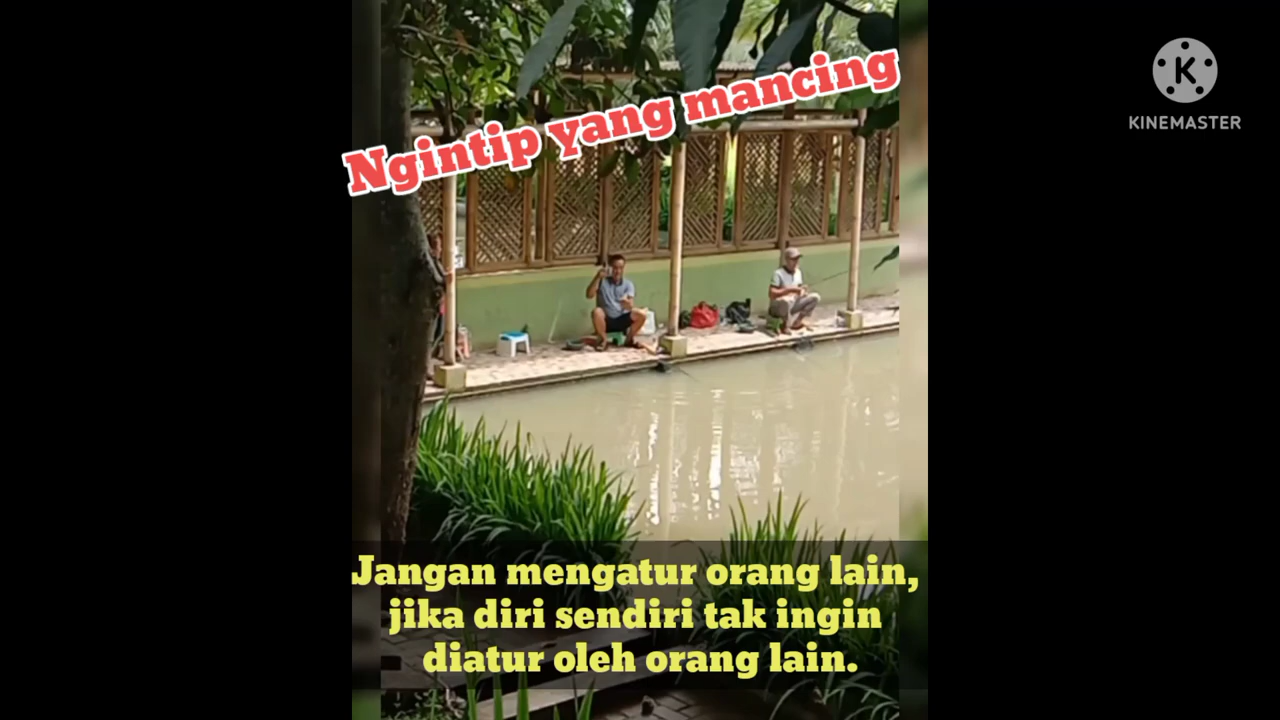 Ngintip yang mancing
KINEMASTER
Jangan mengatur orang lain,
jika diri sendiri tak ingin
diatur oleh orang lain.